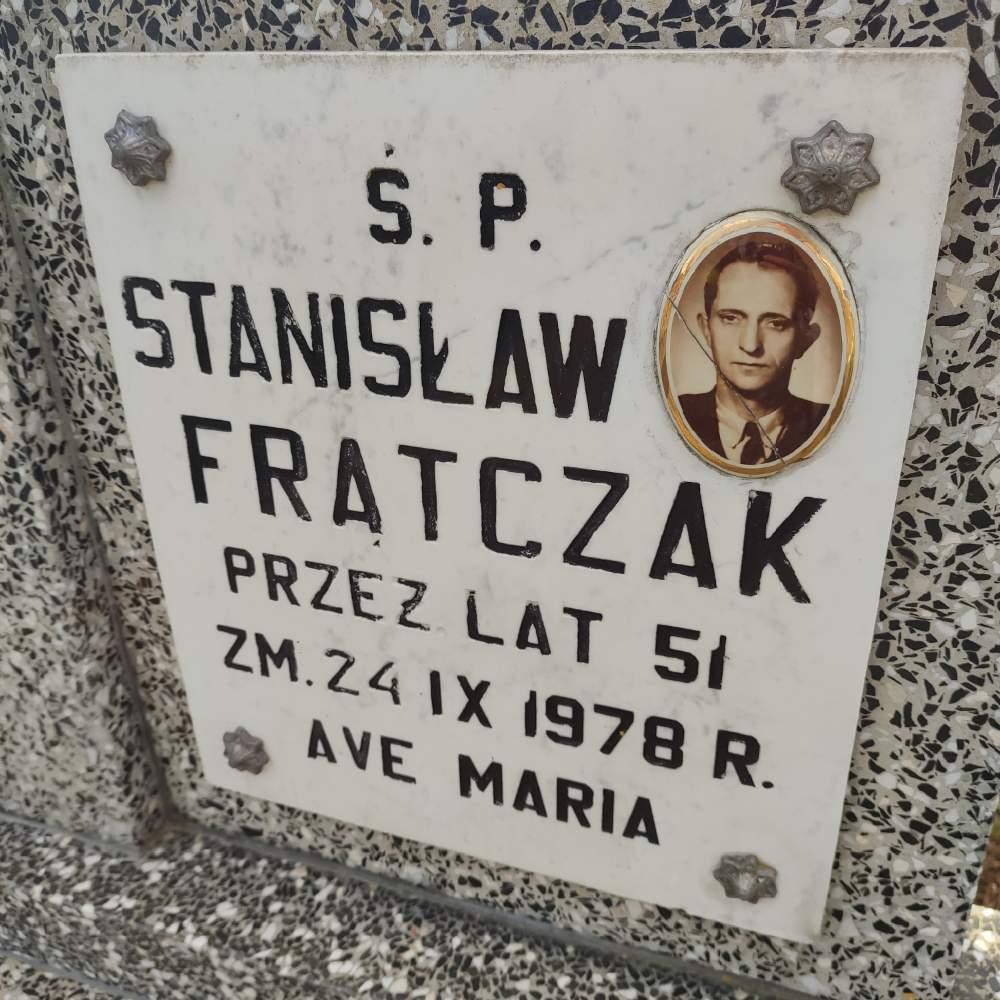 Ś. P.
STANISŁAW
FRĄTCZAK
PRZEŻ LAT 51
ZM. 24 IX 1978 R.
AVE MARIA